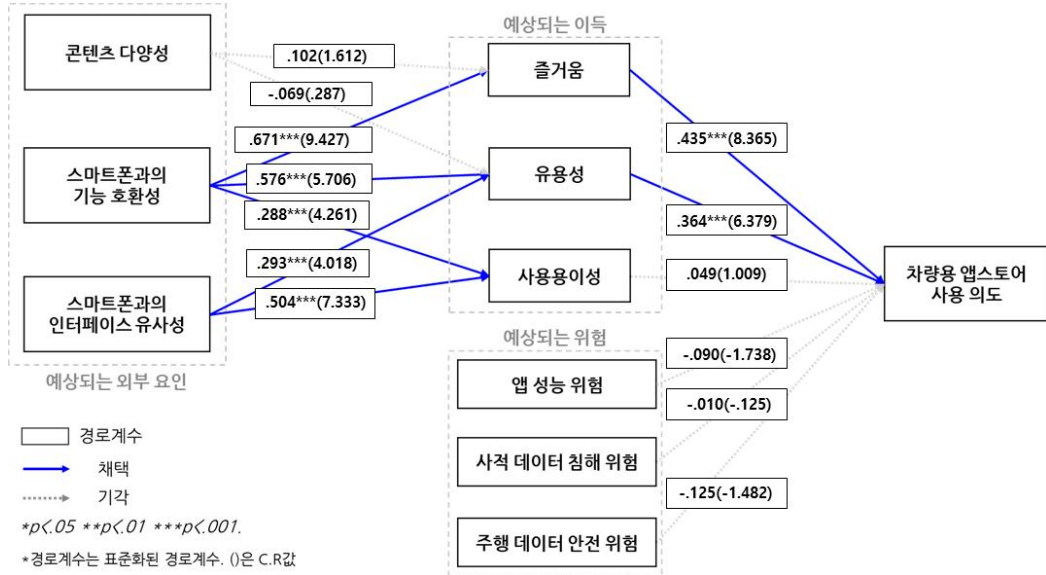 예상되는 이득
콘텐츠 다양성
스마트폰과의
기능 호환성
스마트폰과의
인터페이스 유사성
예상되는 외부 요인
.102(1.612)
-.069(.287)
.671***(9.427)
.576***(5.706)
.288***(4.261)
.293***(4.018)
.504***(7.333)
즐거움
유용성
사용용이성
.435***(8.365)
.364***(6.379)
.049(1.009)
차량용 앱스토어
사용 의도
예상되는 위험
앱 성능 위험
사적 데이터 침해 위험
주행 데이터 안전 위험
-.090(-1.738)
-.010(-.125)
-.125(-1.482)
경로계수
채택
기각
*p<.05 **p<.01 ***p<.001.
*경로계수는 표준화된 경로계수. ()은 C.R값